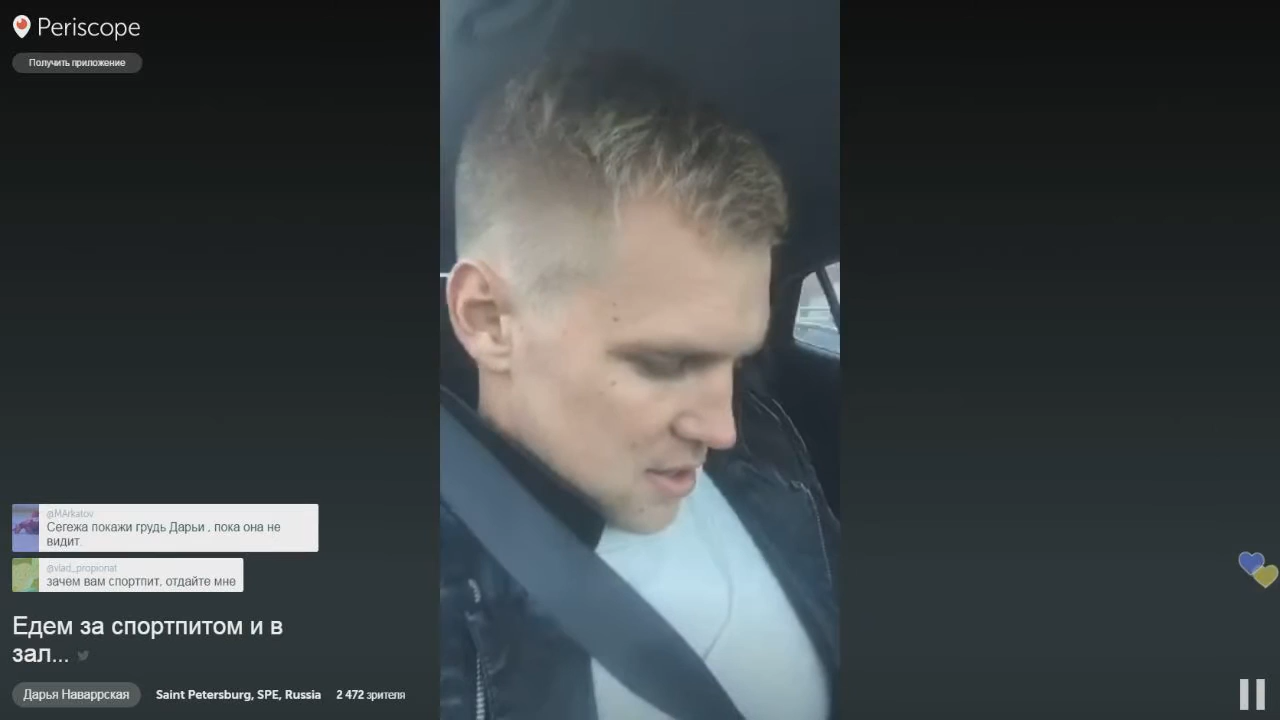 Periscope
Получить приложение
@MArkatov
Сегежа покажи грудь Дарьи , пока она не
видит.
@vlad_propionat
зачем вам спортпит, отдайте мне
Едем за спортпитом и в
зал...
Дарья Наваррская
Saint Petersburg, SPE, Russia
2 472 зрителя